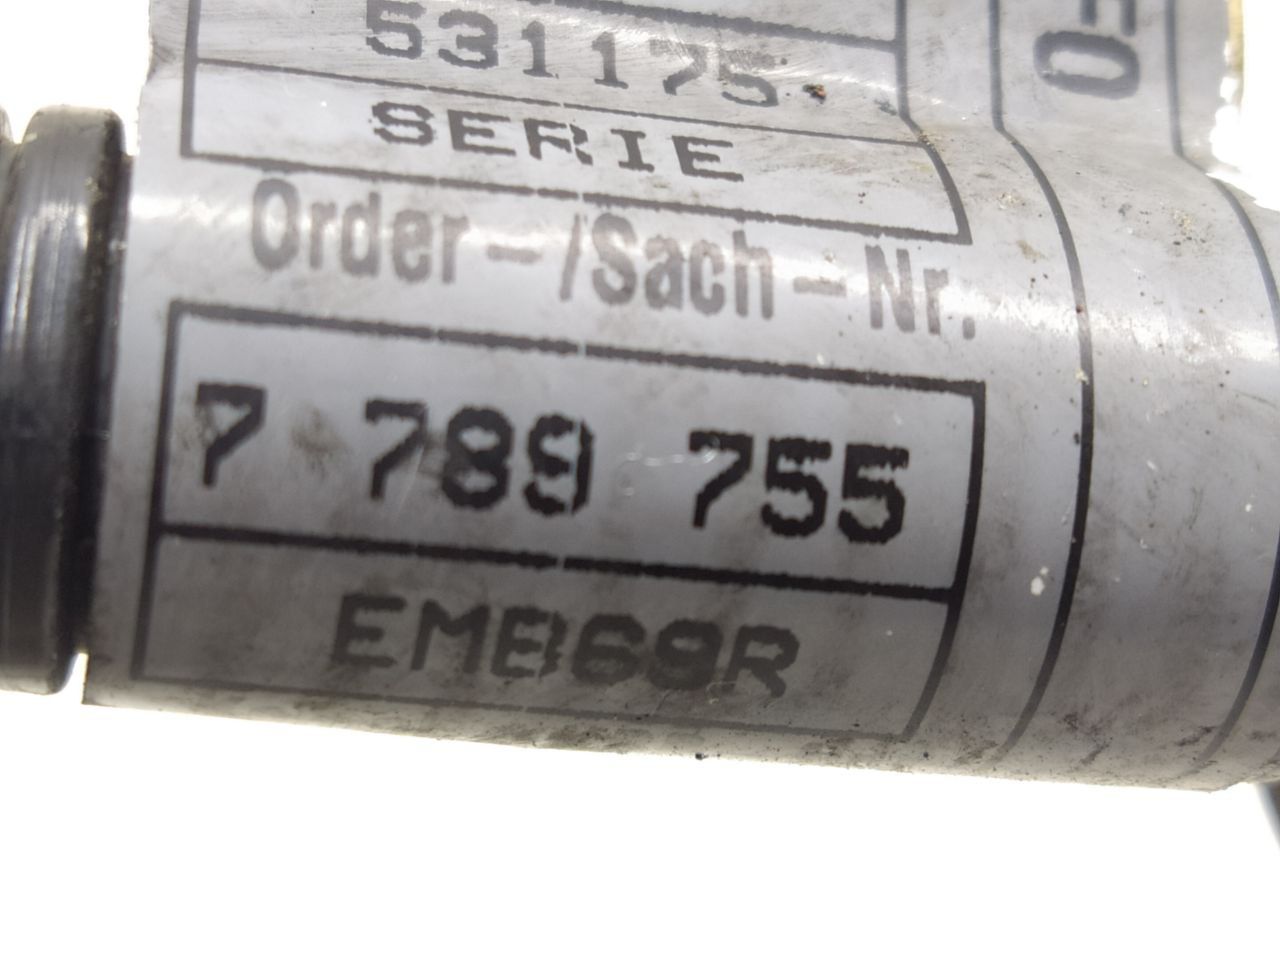 531175
SERIE
Order-/Sach-Nr.
7 789 755
EMB69R